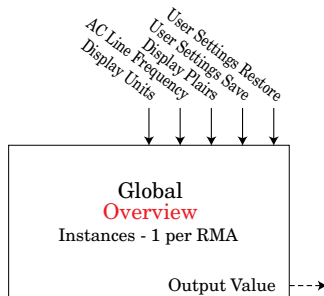 Display Units
AC Line Frequency
Display Plairs
User Settings Save
User Settings Restore
Global
Overview
Instances - 1 per RMA
Output Value